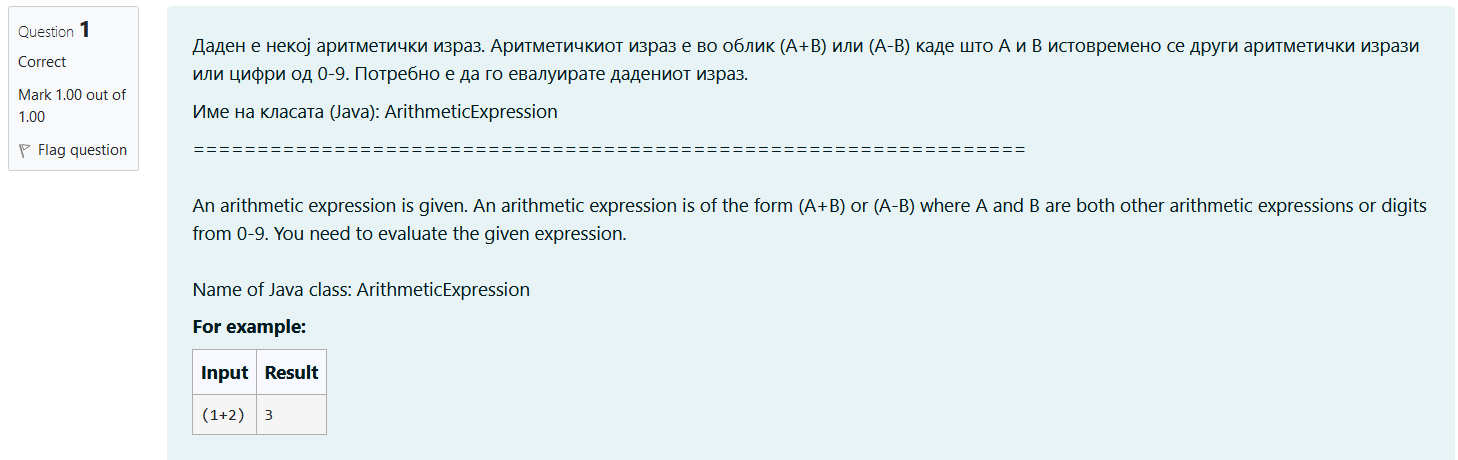 Question 1
Correct
Mark 1.00 out of
1.00
Flag question
Даден е некој аритметички израз. Аритметичкиот израз е во облик (А+B) или (A-B) каде што А и B истовремено се други аритметички изрази
или цифри од 0-9. Потребно е да го евалуирате дадениот израз.
Име на класата (Java): ArithmeticExpression
=================================================================
An arithmetic expression is given. An arithmetic expression is of the form (A+B) or (A-B) where A and B are both other arithmetic expressions or digits
from 0-9. You need to evaluate the given expression.
Name of Java class: ArithmeticExpression
For example:
Input Result
(1+2) 3